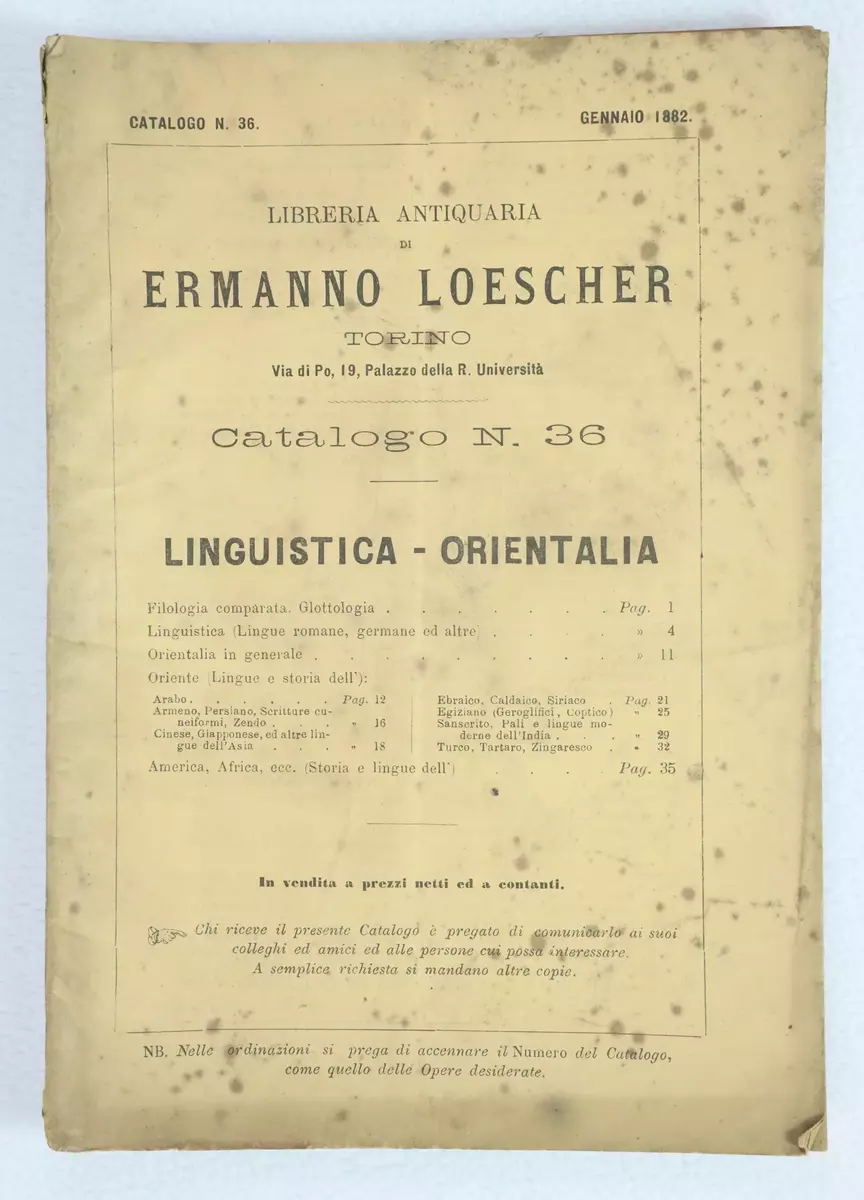 CATALOGO N. 36.
GENNAIO 1882.
LIBRERIA ANTIQUARIA
DI
ERMANNO LOESCHER
TORINO
Via di Po, 19, Palazzo della R. Università
Catalogo N. 36
LINGUISTICA - ORIENTALIA
Filologia comparata. Glottologia . . . . . . . Pag. 1
Linguistica (Lingue romane, germane ed altre) . . . . » 4
Orientalia in generale . . . . . . . . . » 11
Oriente (Lingue e storia dell'):
Arabo . . . . . . Pag. 12
Armeno, Persiano, Scritture cu-
neiformi, Zendo . . . " 16
Cinese, Giapponese, ed altre lin-
gue dell'Asia . . . " 18
Ebraico, Caldaico, Siriaco . Pag. 21
Egiziano (Geroglifici, Coptico) " 25
Sanscrito, Pali e lingue mo-
derne dell'India . . . " 29
Turco, Tartaro, Zingaresco . " 32
America, Africa, ecc. (Storia e lingue dell') . . . . Pag. 35
In vendita a prezzi netti ed a contanti.
Chi riceve il presente Catalogo è pregato di comunicarlo ai suoi
colleghi ed amici ed alle persone cui possa interessare.
A semplice richiesta si mandano altre copie.
NB. Nelle ordinazioni si prega di accennare il Numero del Catalogo,
come quello delle Opere desiderate.